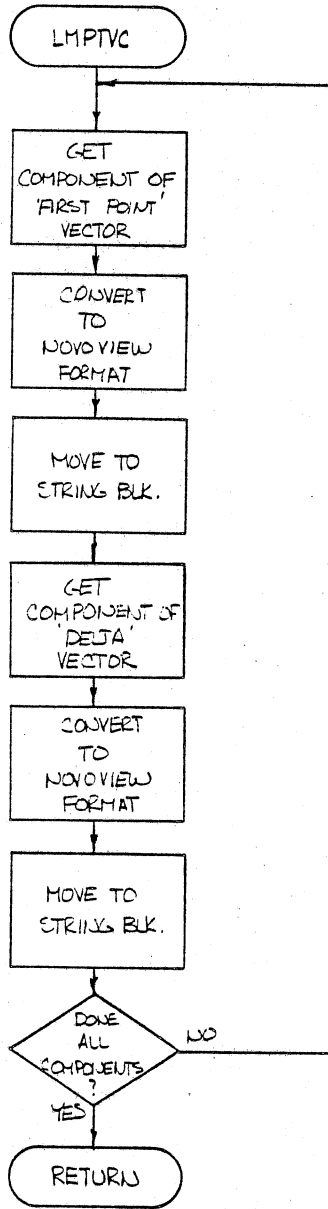 LMPTVC
GET
COMPONENT OF
'FIRST POINT'
VECTOR
CONVERT
TO
NOVOVIEW
FORMAT
MOVE TO
STRING BLK.
GET
COMPONENT OF
'DELTA'
VECTOR
CONVERT
TO
NOVOVIEW
FORMAT
MOVE TO
STRING BLK.
DONE
ALL
COMPONENTS
?
NO
YES
RETURN